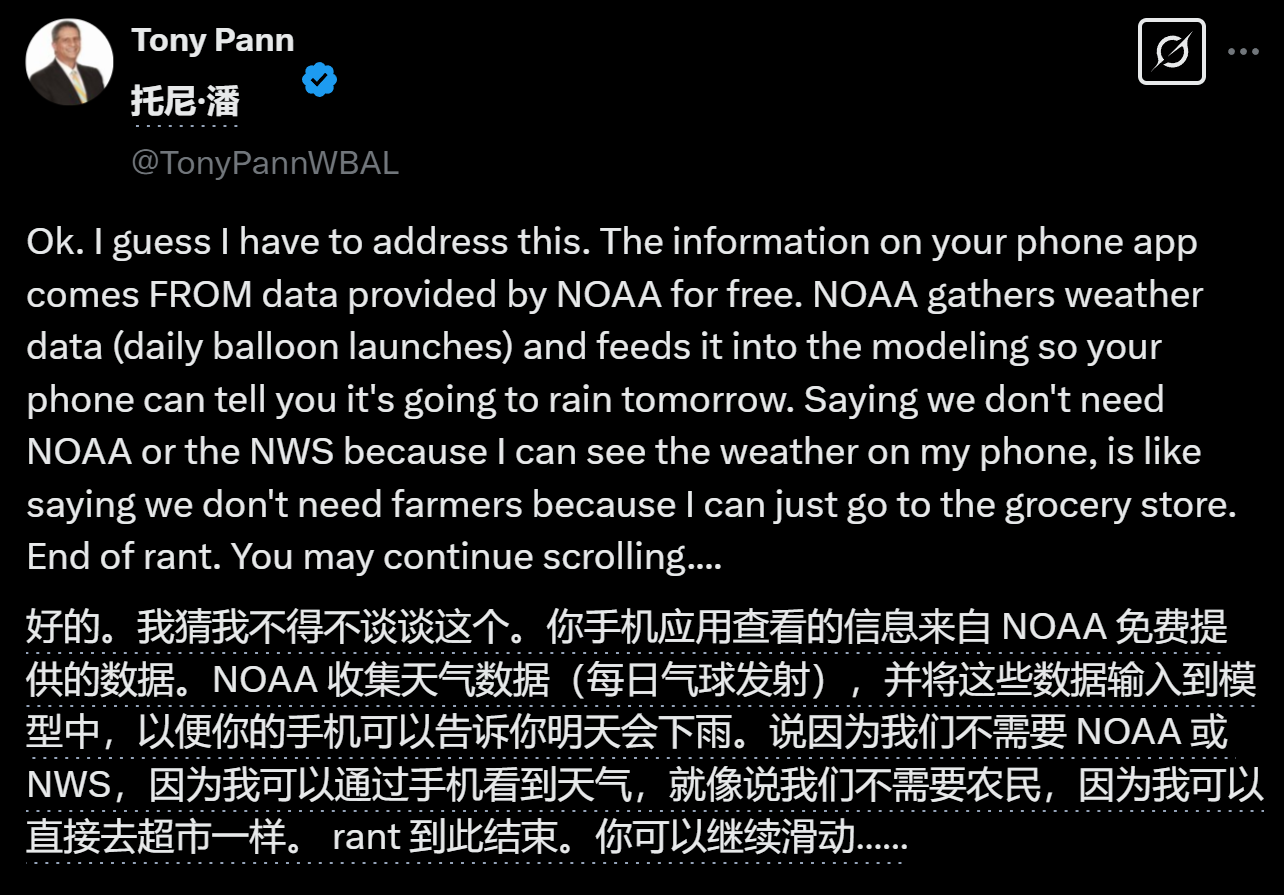 Tony Pann
托尼·潘
@TonyPannWBAL
Ok. I guess I have to address this. The information on your phone app
comes FROM data provided by NOAA for free. NOAA gathers weather
data (daily balloon launches) and feeds it into the modeling so your
phone can tell you it's going to rain tomorrow. Saying we don't need
NOAA or the NWS because I can see the weather on my phone, is like
saying we don't need farmers because I can just go to the grocery store.
End of rant. You may continue scrolling....
好的。我猜我不得不谈谈这个。你手机应用查看的信息来自 NOAA 免费提
供的数据。NOAA 收集天气数据（每日气球发射），并将这些数据输入到模
型中，以便你的手机可以告诉你明天会下雨。说因为我们不需要 NOAA 或
NWS，因为我可以通过手机看到天气，就像说我们不需要农民，因为我可以
直接去超市一样。 rant 到此结束。你可以继续滑动......